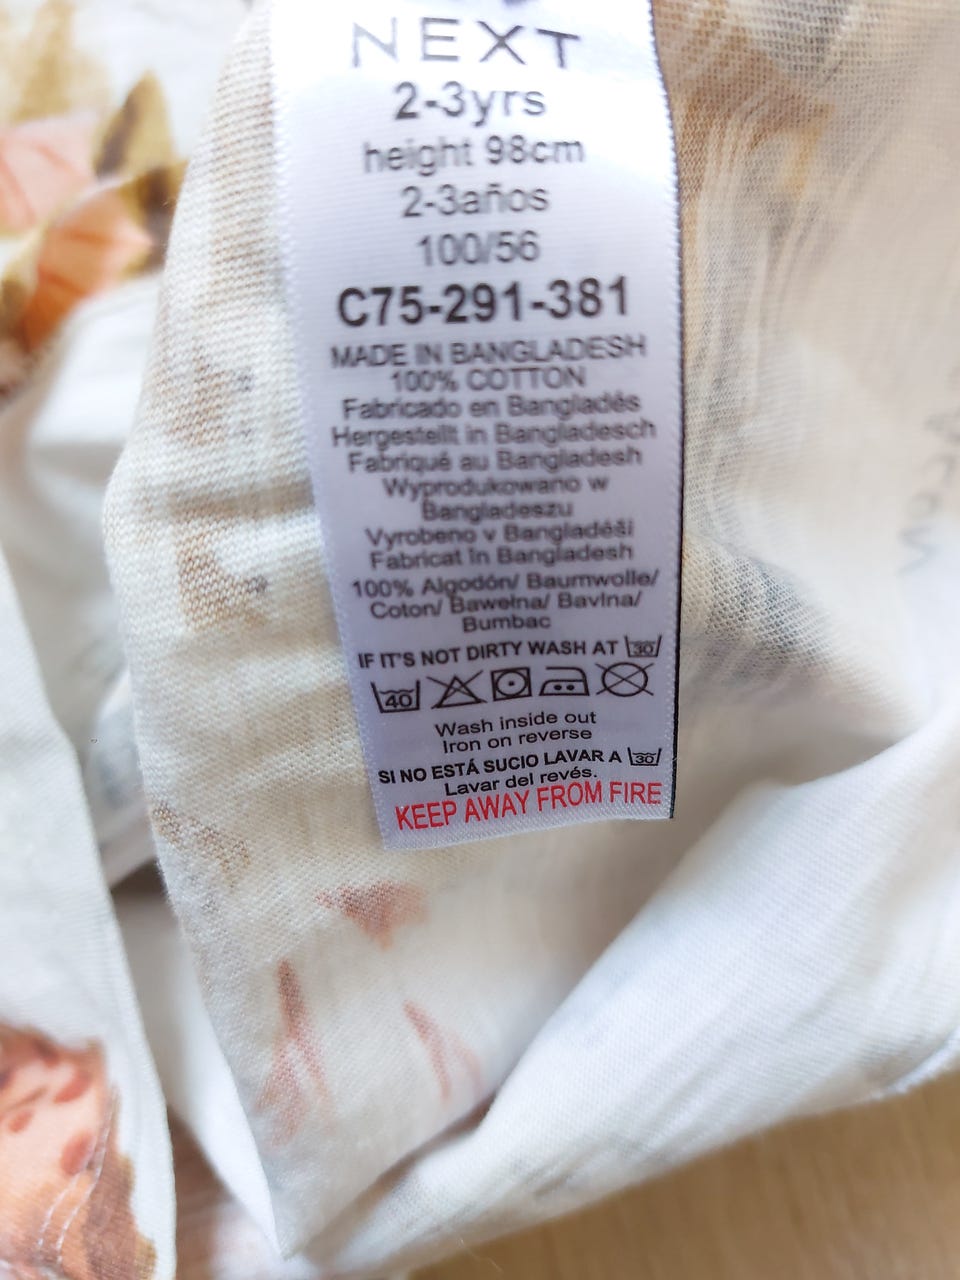 NEXT
2-3yrs
height 98cm
2-3años
100/56
C75-291-381
MADE IN BANGLADESH
100% COTTON
Fabricado en Bangladés
Hergestellt in Bangladesch
Fabriqué au Bangladesh
Wyprodukowano w
Bangladeszu
Vyrobeno v Bangladéši
Fabricat în Bangladesh
100% Algodón/ Baumwolle/
Coton/ Bawełna/ Bavlna/
Bumbac
IF IT'S NOT DIRTY WASH AT 30
40
Wash inside out
Iron on reverse
SI NO ESTÁ SUCIO LAVAR A 30
Lavar del revés.
KEEP AWAY FROM FIRE